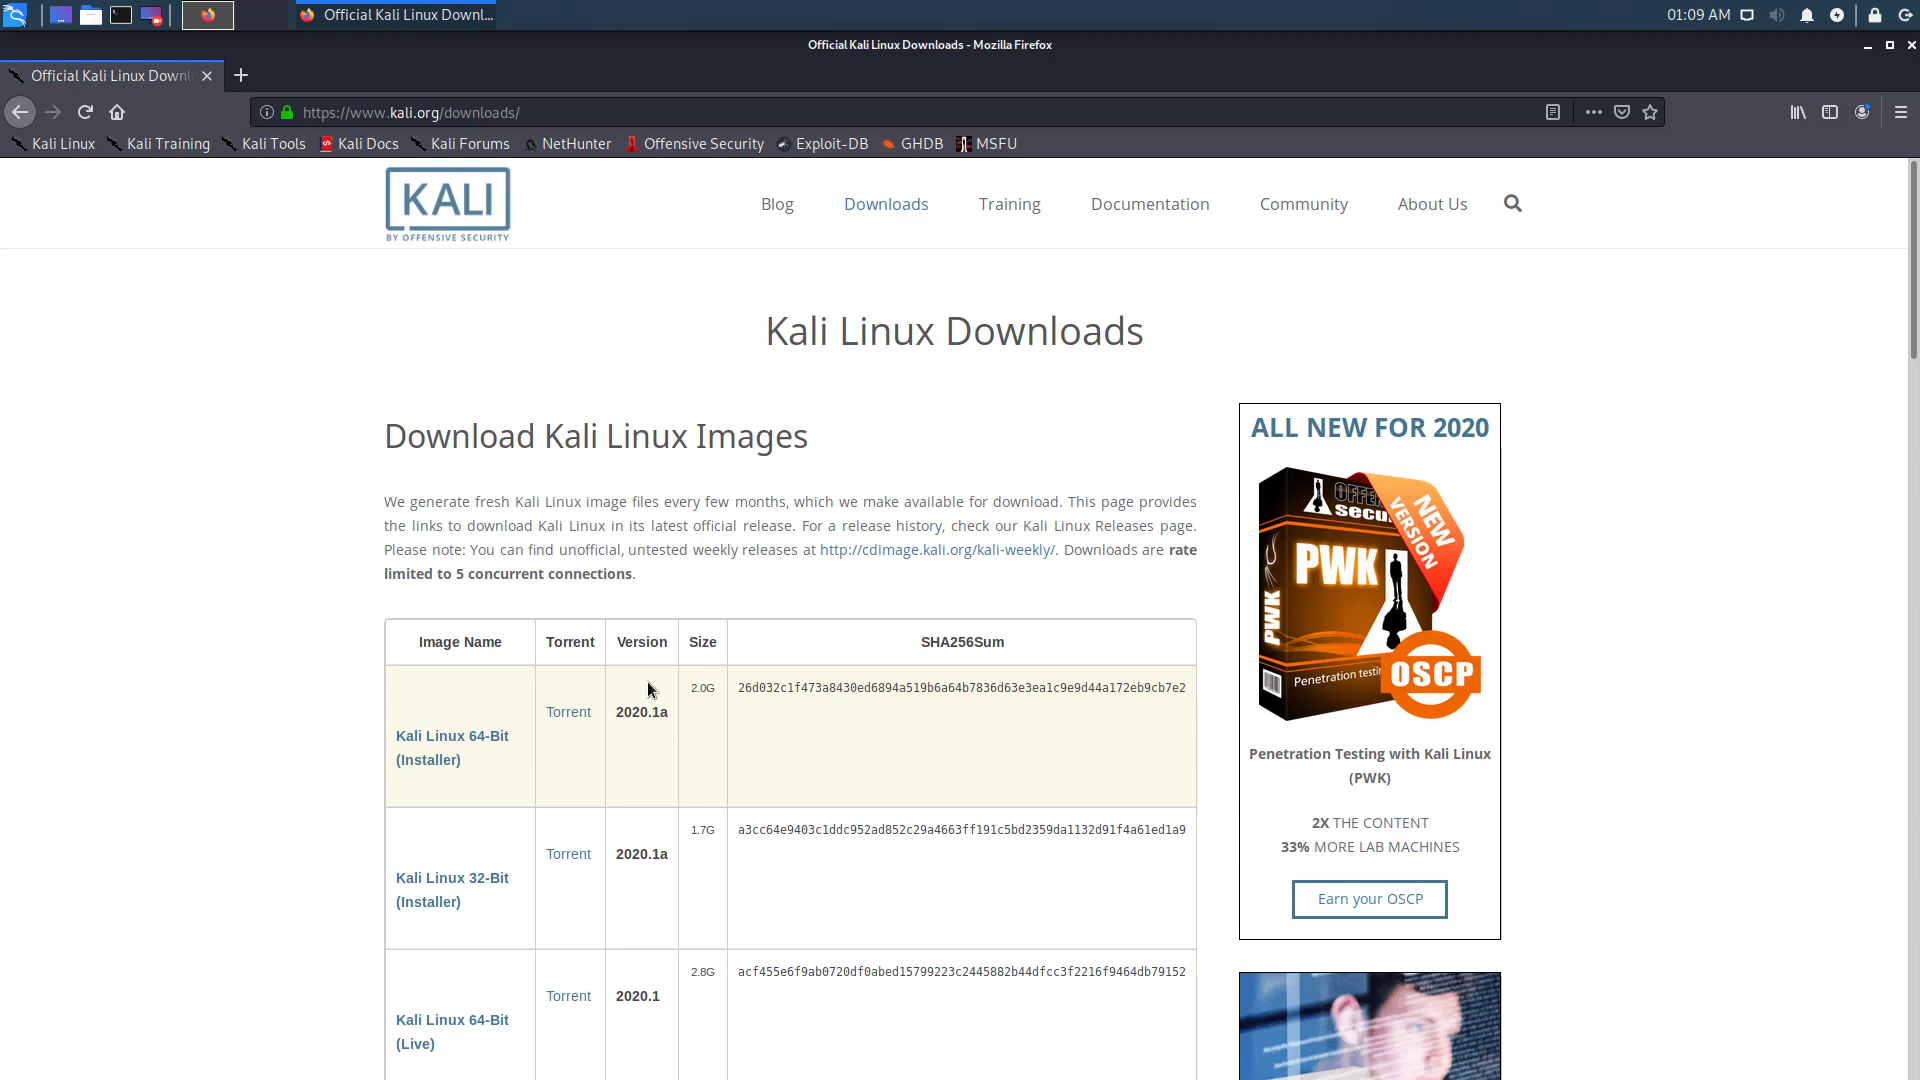 Official Kali Linux Downl...
01:09 AM
Official Kali Linux Downloads - Mozilla Firefox
Official Kali Linux Downl
https://www.kali.org/downloads/
Kali Linux Kali Training Kali Tools Kali Docs Kali Forums NetHunter Offensive Security Exploit-DB GHDB MSFU
KALI
BY OFFENSIVE SECURITY
Blog Downloads Training Documentation Community About Us
Kali Linux Downloads
Download Kali Linux Images
We generate fresh Kali Linux image files every few months, which we make available for download. This page provides
the links to download Kali Linux in its latest official release. For a release history, check our Kali Linux Releases page.
Please note: You can find unofficial, untested weekly releases at http://cdimage.kali.org/kali-weekly/. Downloads are rate
limited to 5 concurrent connections.
Image Name Torrent Version Size SHA256Sum
2.0G 26d032c1f473a8430ed6894a519b6a64b7836d63e3ea1c9e9d44a172eb9cb7e2
Torrent 2020.1a
Kali Linux 64-Bit
(Installer)
1.7G a3cc64e9403c1ddc952ad852c29a4663ff191c5bd2359da1132d91f4a61ed1a9
Torrent 2020.1a
Kali Linux 32-Bit
(Installer)
2.8G acf455e6f9ab0720df0abed15799223c2445882b44dfcc3f2216f9464db79152
Torrent 2020.1
Kali Linux 64-Bit
(Live)
ALL NEW FOR 2020
OFFE
secu
NEW
VERSION
PWK
PWK
Penetration testi
OSCP
Penetration Testing with Kali Linux
(PWK)
2X THE CONTENT
33% MORE LAB MACHINES
Earn your OSCP